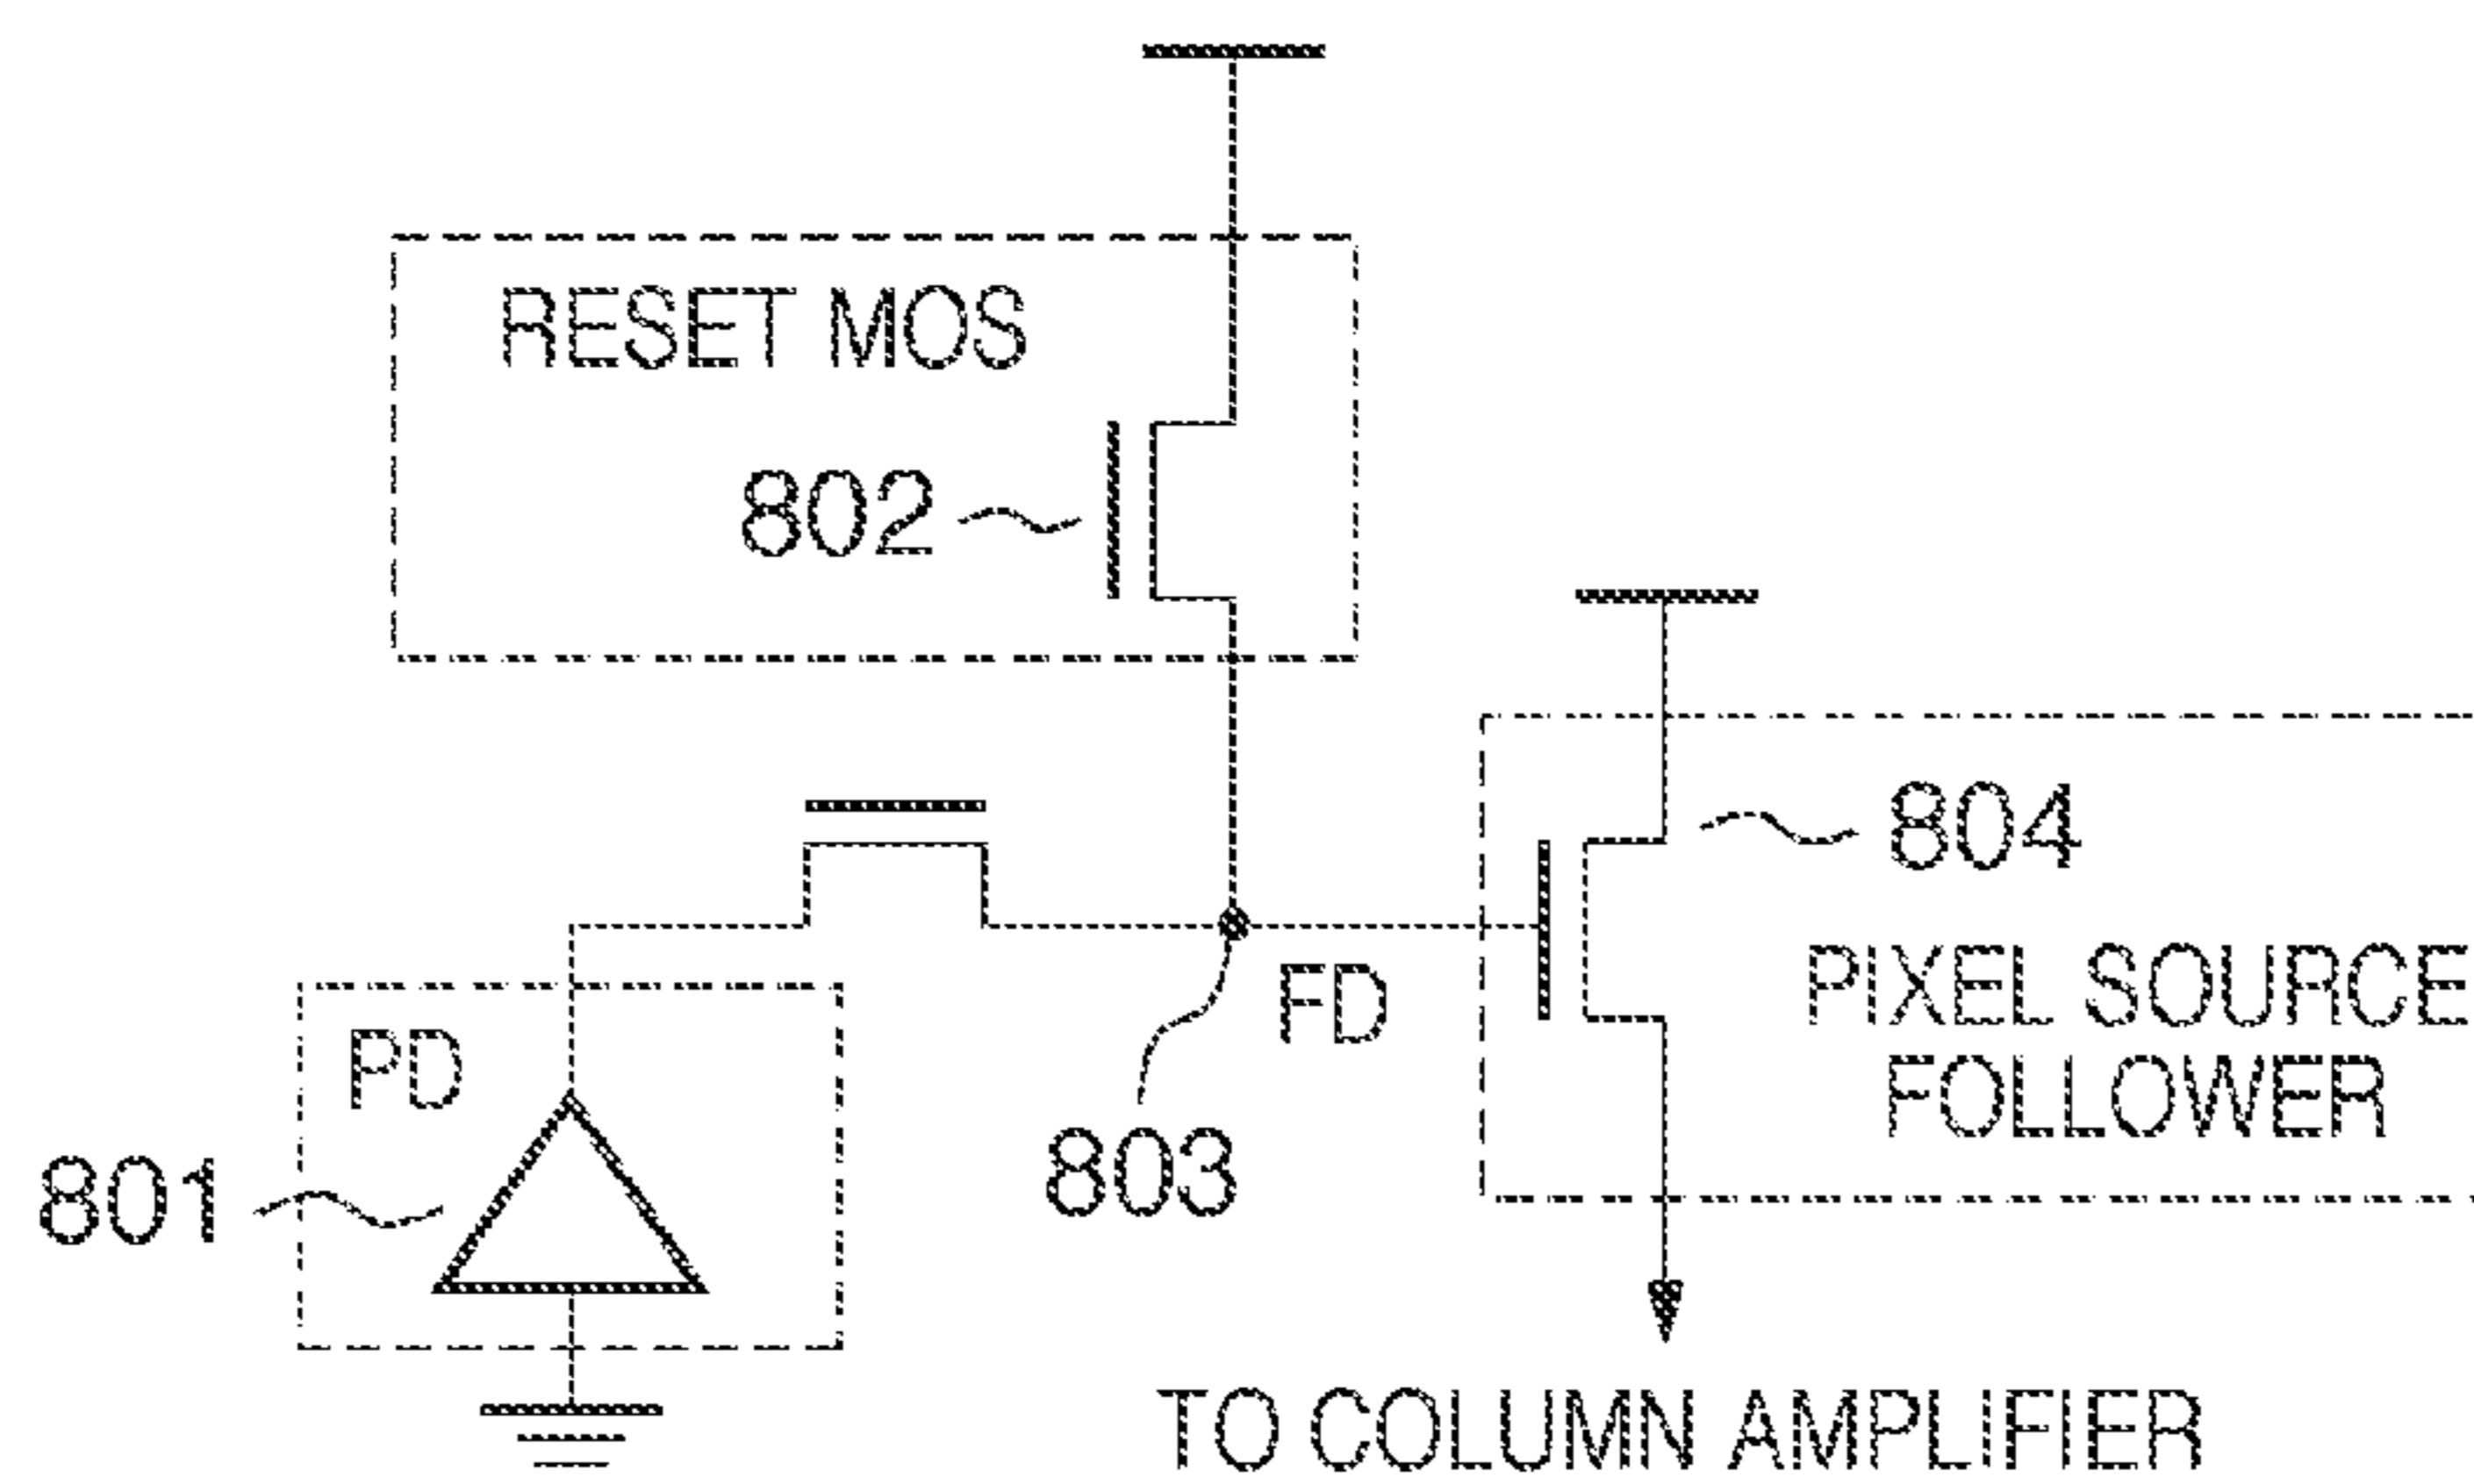 RESET MOS
802
804
PIXEL SOURCE
FOLLOWER
FD
PD
803
801
TO COLUMN AMPLIFIER